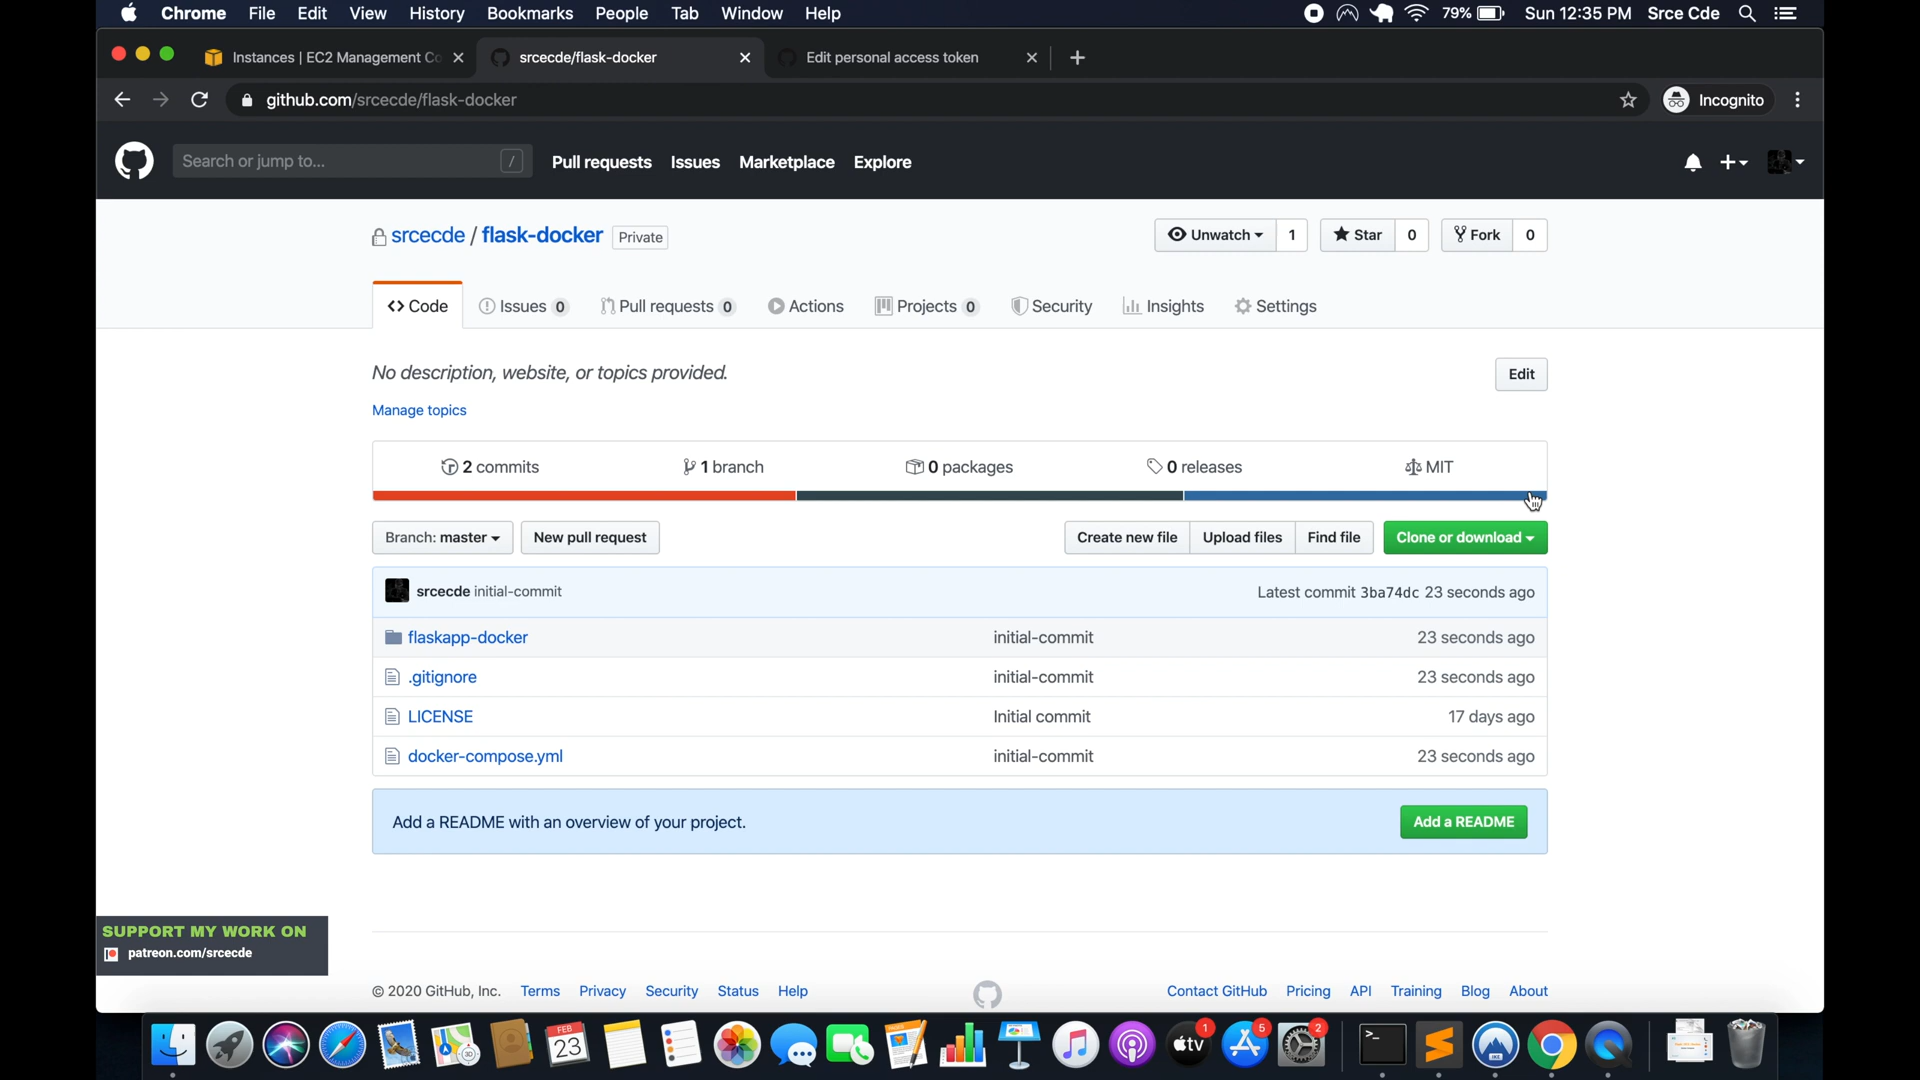 Chrome File Edit View History Bookmarks People Tab Window Help 79% Sun 12:35 PM Srce Cde
Instances | EC2 Management Co srcecde/flask-docker Edit personal access token
github.com/srcecde/flask-docker Incognito
Search or jump to... / Pull requests Issues Marketplace Explore
srcecde / flask-docker Private Unwatch 1 Star 0 Fork 0
Code Issues 0 Pull requests 0 Actions Projects 0 Security Insights Settings
No description, website, or topics provided. Edit
Manage topics
2 commits 1 branch 0 packages 0 releases MIT
Branch: master New pull request Create new file Upload files Find file Clone or download
srcecde initial-commit Latest commit 3ba74dc 23 seconds ago
flaskapp-docker initial-commit 23 seconds ago
.gitignore initial-commit 23 seconds ago
LICENSE Initial commit 17 days ago
docker-compose.yml initial-commit 23 seconds ago
Add a README with an overview of your project. Add a README
SUPPORT MY WORK ON
patreon.com/srcecde
© 2020 GitHub, Inc. Terms Privacy Security Status Help Contact GitHub Pricing API Training Blog About
FEB 23 tv 1 5 2